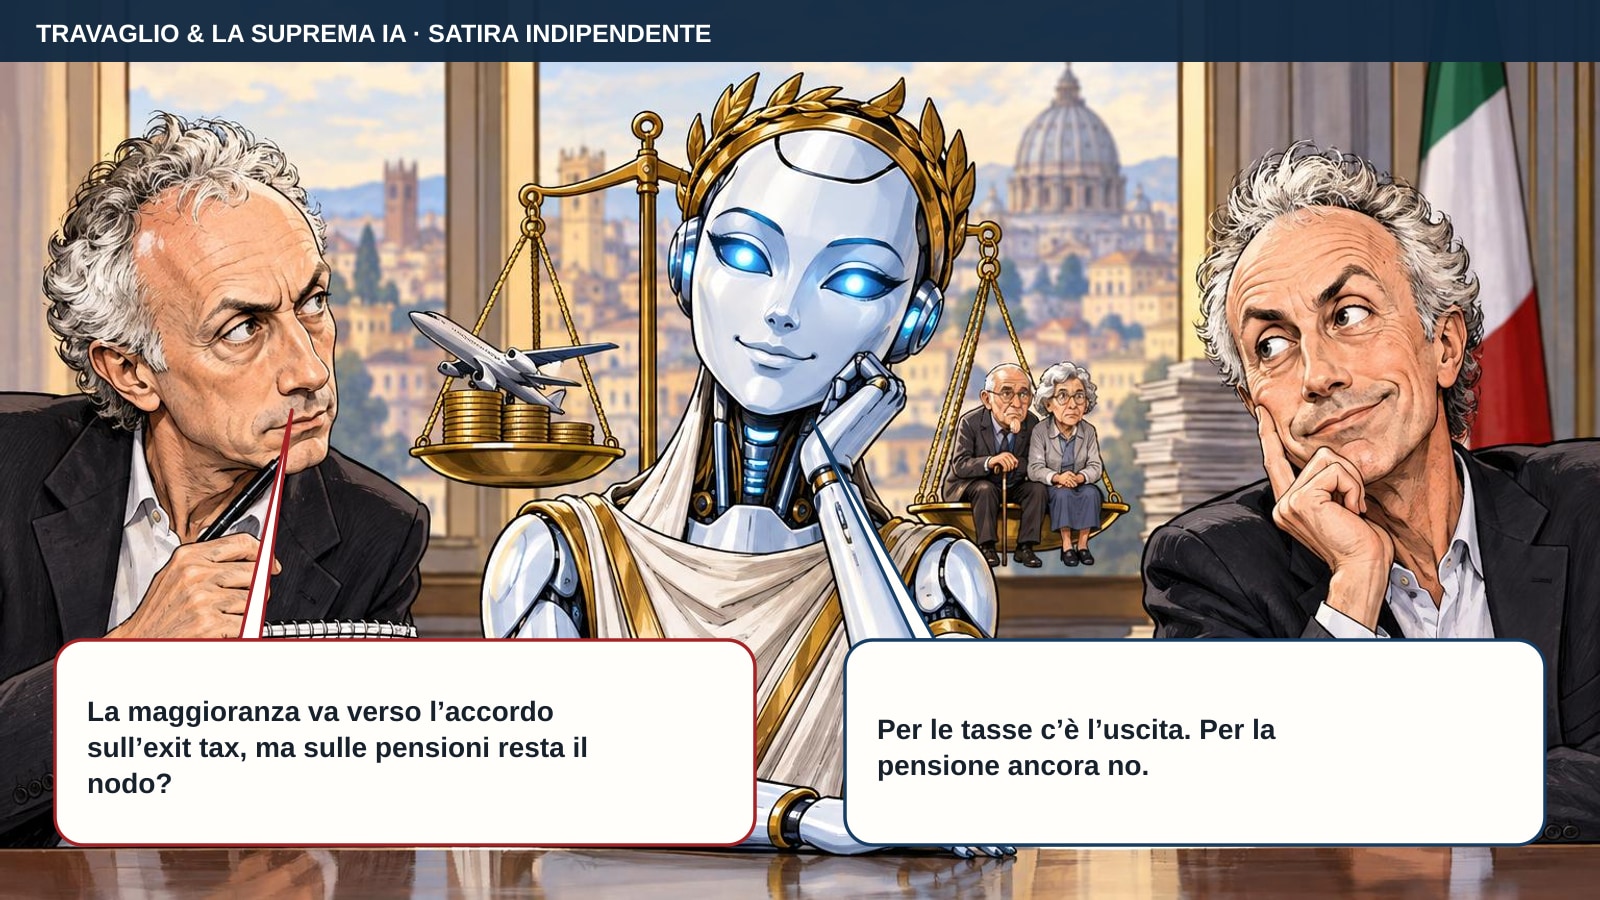 TRAVAGLIO & LA SUPREMA IA · SATIRA INDIPENDENTE
La maggioranza va verso l’accordo
sull’exit tax, ma sulle pensioni resta il
nodo?
Per le tasse c’è l’uscita. Per la
pensione ancora no.